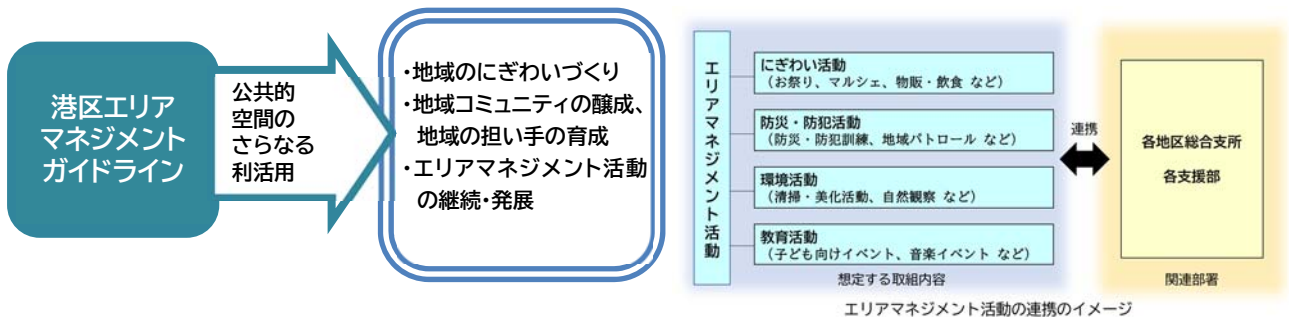 港区エリア
マネジメント
ガイドライン
公共的
空間の
さらなる
利活用
・地域のにぎわいづくり
・地域コミュニティの醸成、
地域の担い手の育成
・エリアマネジメント活動
の継続・発展
エリアマネジメント活動
にぎわい活動
（お祭り、マルシェ、物販・飲食 など）
防災・防犯活動
（防災・防犯訓練、地域パトロール など）
環境活動
（清掃・美化活動、自然観察 など）
教育活動
（子ども向けイベント、音楽イベント など）
想定する取組内容
連携
各地区総合支所
各支援部
関連部署
エリアマネジメント活動の連携のイメージ